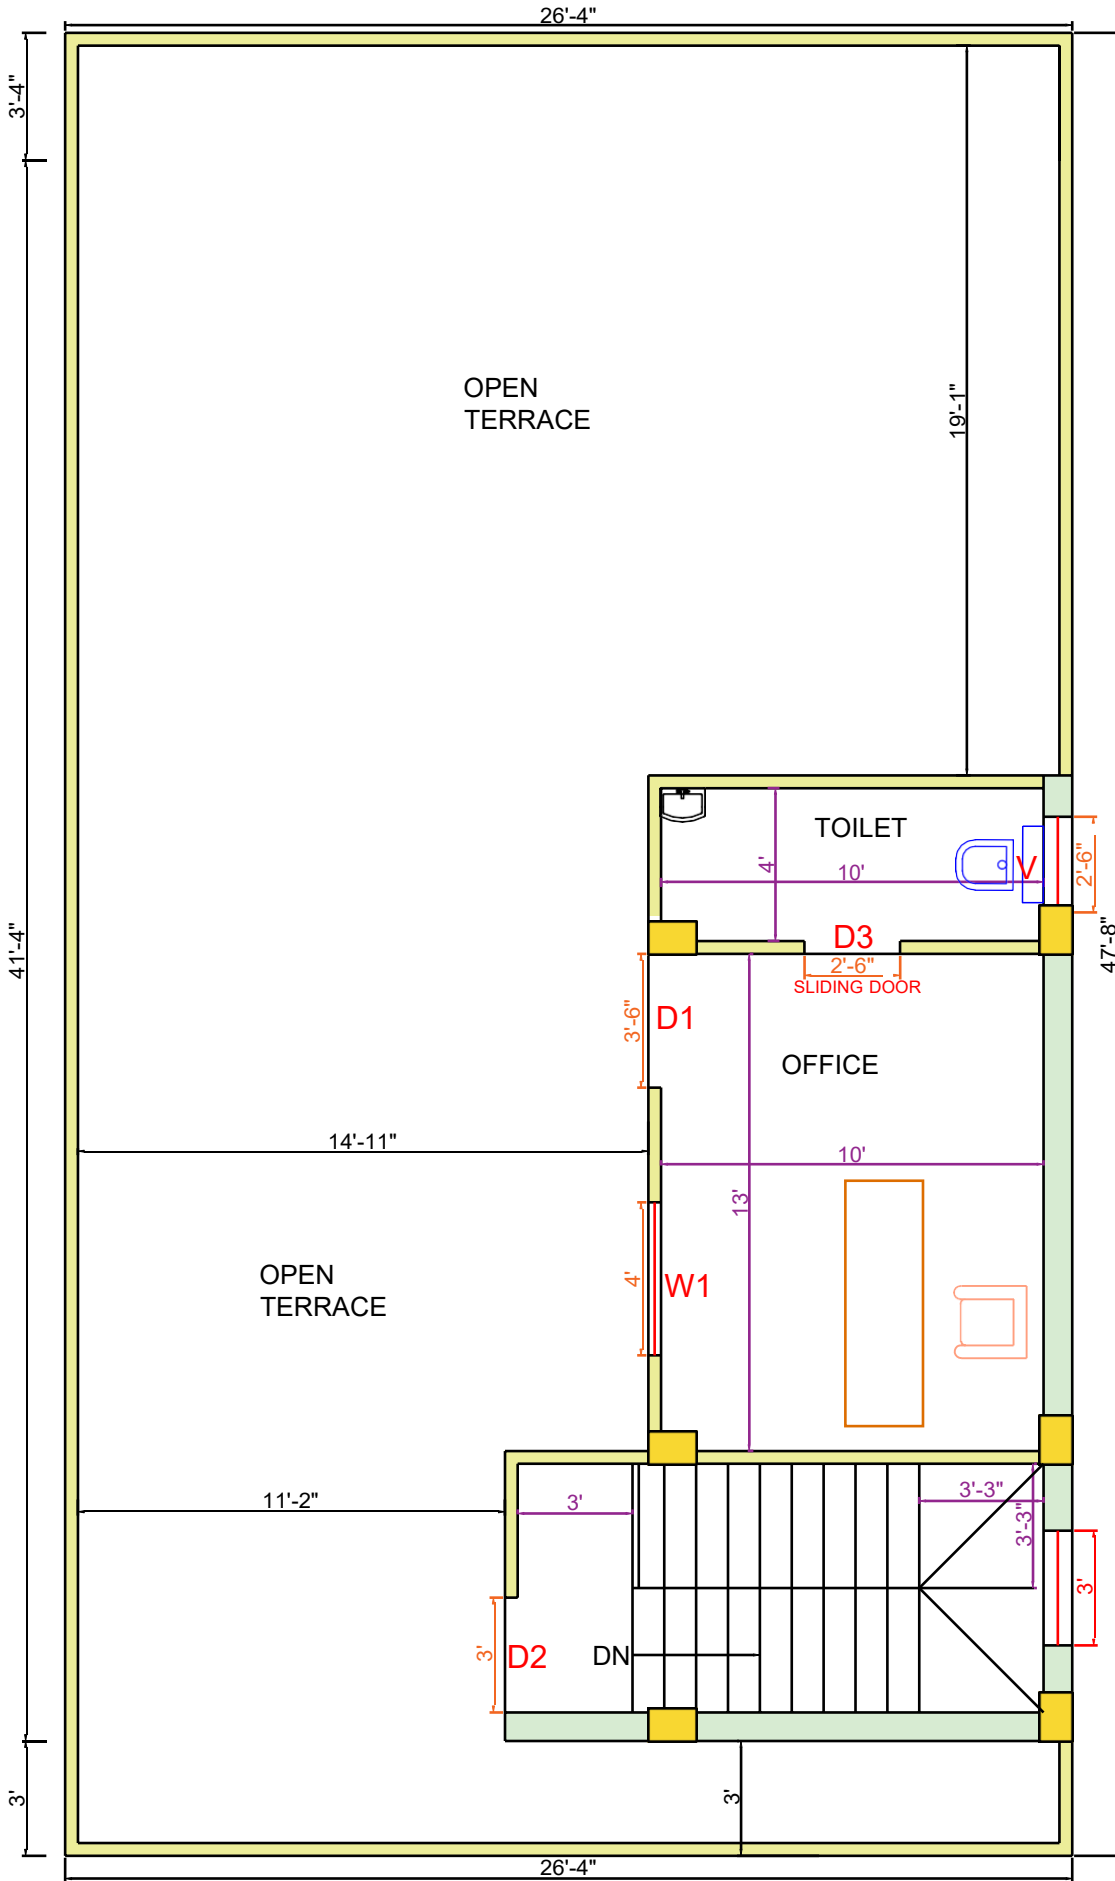 26'-4"
3'-4"
OPEN
TERRACE
19'-1"
TOILET
4'
10'
V
2'-6"
D3
2'-6"
SLIDING DOOR
41'-4"
47'-8"
3'-6"
D1
OFFICE
14'-11"
10'
13'
OPEN
TERRACE
4'
W1
11'-2"
3'
3'-3"
3'-3"
3'
3'
D2
DN
3'
3'
26'-4"